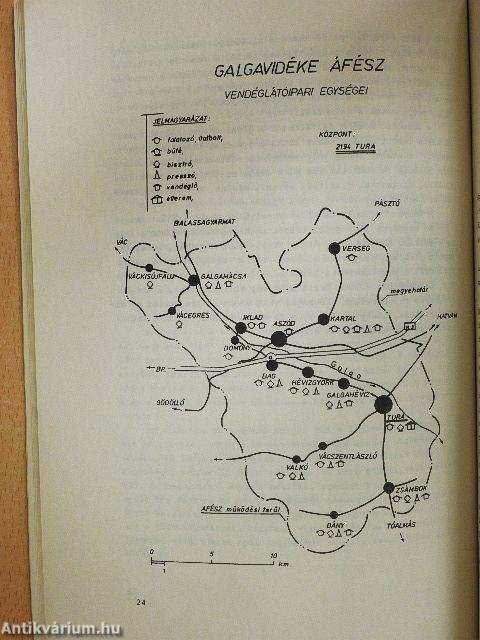 GALGAVIDÉKE ÁFÉSZ
VENDÉGLÁTÓIPARI EGYSÉGEI
JELMAGYARÁZAT:
falatozó, italbolt,
büfé,
bisztró,
presszó,
vendéglő,
étterem,
KÖZPONT:
2194 TURA
BALASSAGYARMAT
PÁSZTÓ
VÁC
VERSEG
VÁCKISÚJFALU
GALGAMÁCSA
megyehatár
VÁCEGRES
IKLAD
ASZÓD
KARTAL
HATVAN
M3
DOMONY
BP.
BAG
Galga
HÉVÍZGYÖRK
GALGAHÉVÍZ
GÖDÖLLŐ
TURA
VÁCSZENTLÁSZLÓ
VALKÓ
ZSÁMBOK
ÁFÉSZ működési terül.
DÁNY
TÓALMÁS
0 5 10
1 km
24
Antikvárium.hu